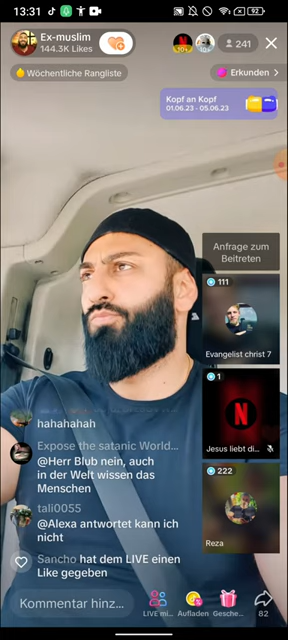 13:31
92
Ex-muslim
144.3K Likes
10+
10+
241
Wöchentliche Rangliste
Erkunden >
Kopf an Kopf
01.06.23 - 05.06.23
Anfrage zum
Beitreten
111
Evangelist christ 7
1
N
Jesus liebt di...
222
Reza
hahahahah
Expose the satanic World...
@Herr Blub nein, auch
in der Welt wissen das
Menschen
tali0055
@Alexa antwortet kann ich
nicht
Sancho hat dem LIVE einen
Like gegeben
Kommentar hinz...
LIVE mi...
Aufladen
Gesche...
82